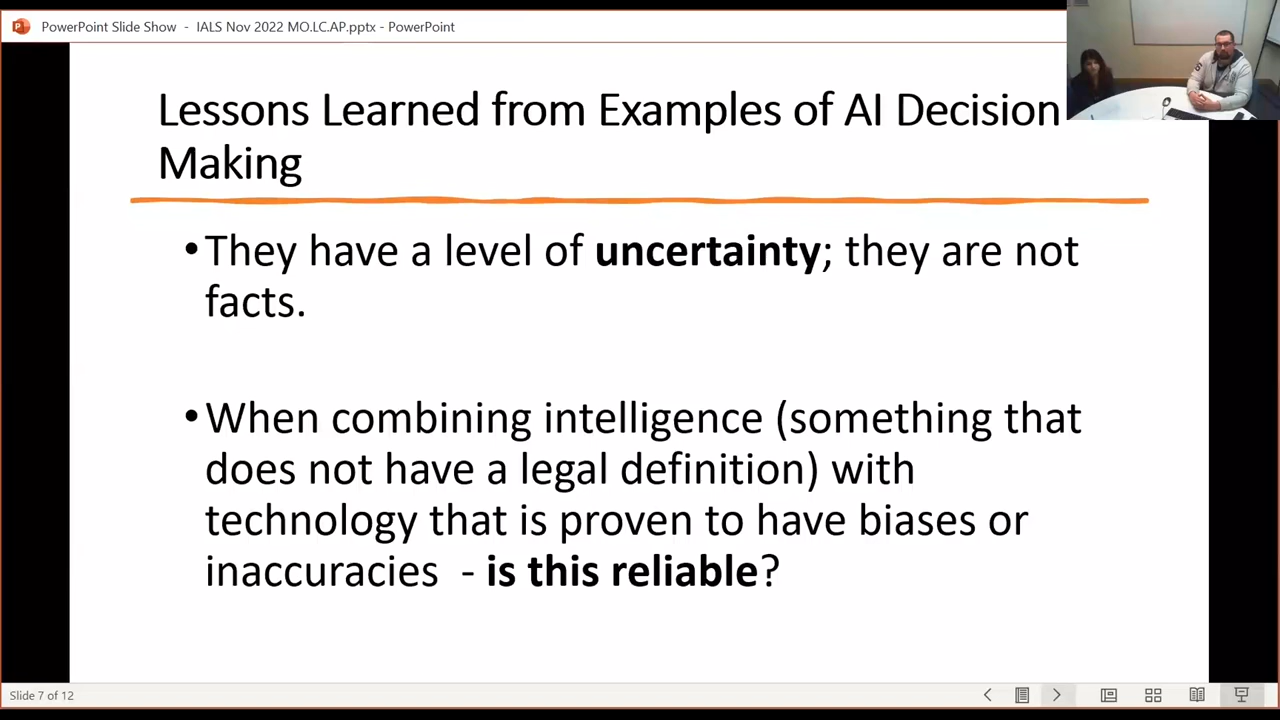 PowerPoint Slide Show - IALS Nov 2022 MO.LC.AP.pptx - PowerPoint
Lessons Learned from Examples of AI Decision
Making
•They have a level of uncertainty; they are not
facts.
•When combining intelligence (something that
does not have a legal definition) with
technology that is proven to have biases or
inaccuracies - is this reliable?
Slide 7 of 12